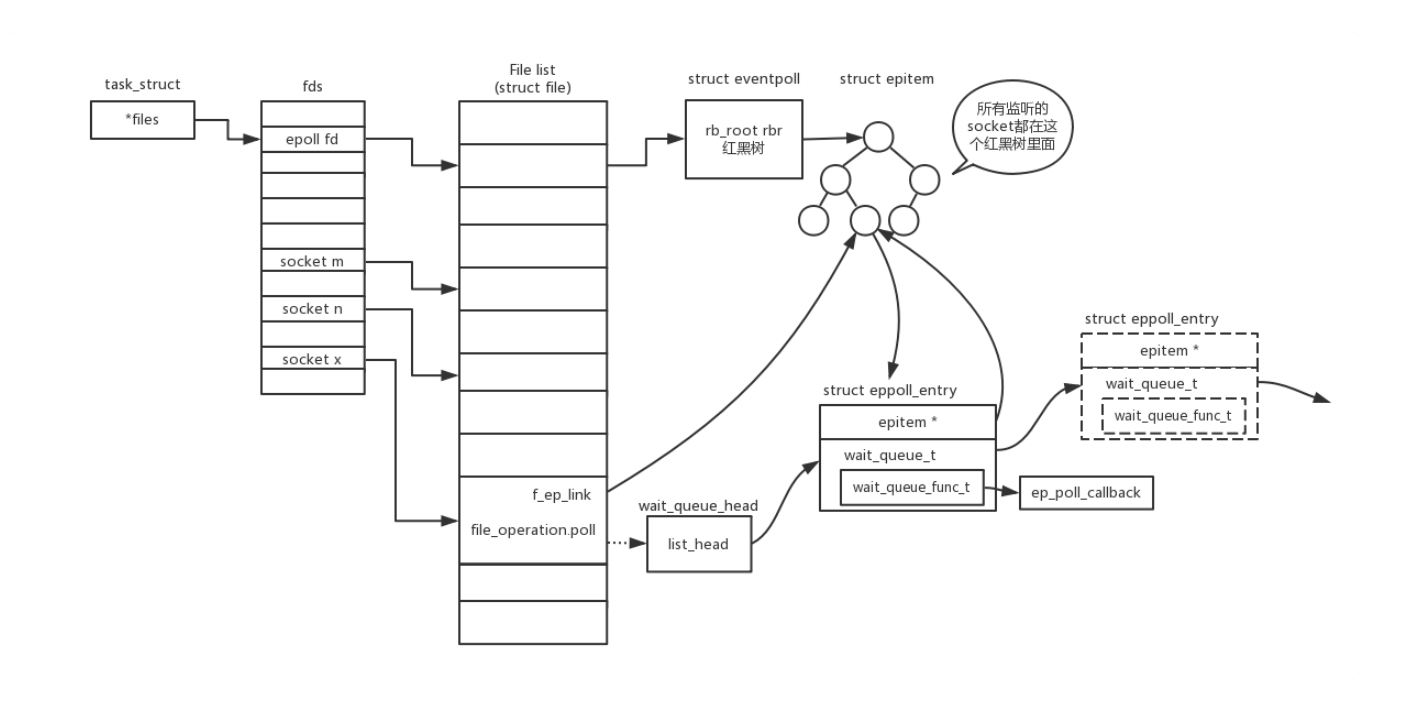 task_struct
*files
fds
epoll fd
socket m
socket n
socket x
File list
(struct file)
f_ep_link
file_operation.poll
struct eventpoll
rb_root rbr
红黑树
struct epitem
所有监听的
socket都在这
个红黑树里面
wait_queue_head
list_head
struct eppoll_entry
epitem *
wait_queue_t
wait_queue_func_t
ep_poll_callback
struct eppoll_entry
epitem *
wait_queue_t
wait_queue_func_t